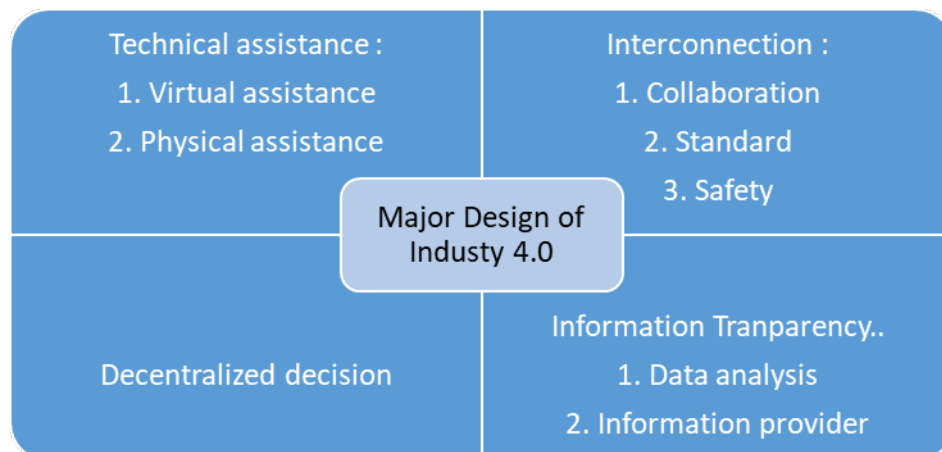 Technical assistance :
1. Virtual assistance
2. Physical assistance
Interconnection :
1. Collaboration
2. Standard
3. Safety
Major Design of
Industy 4.0
Decentralized decision
Information Tranparency..
1. Data analysis
2. Information provider